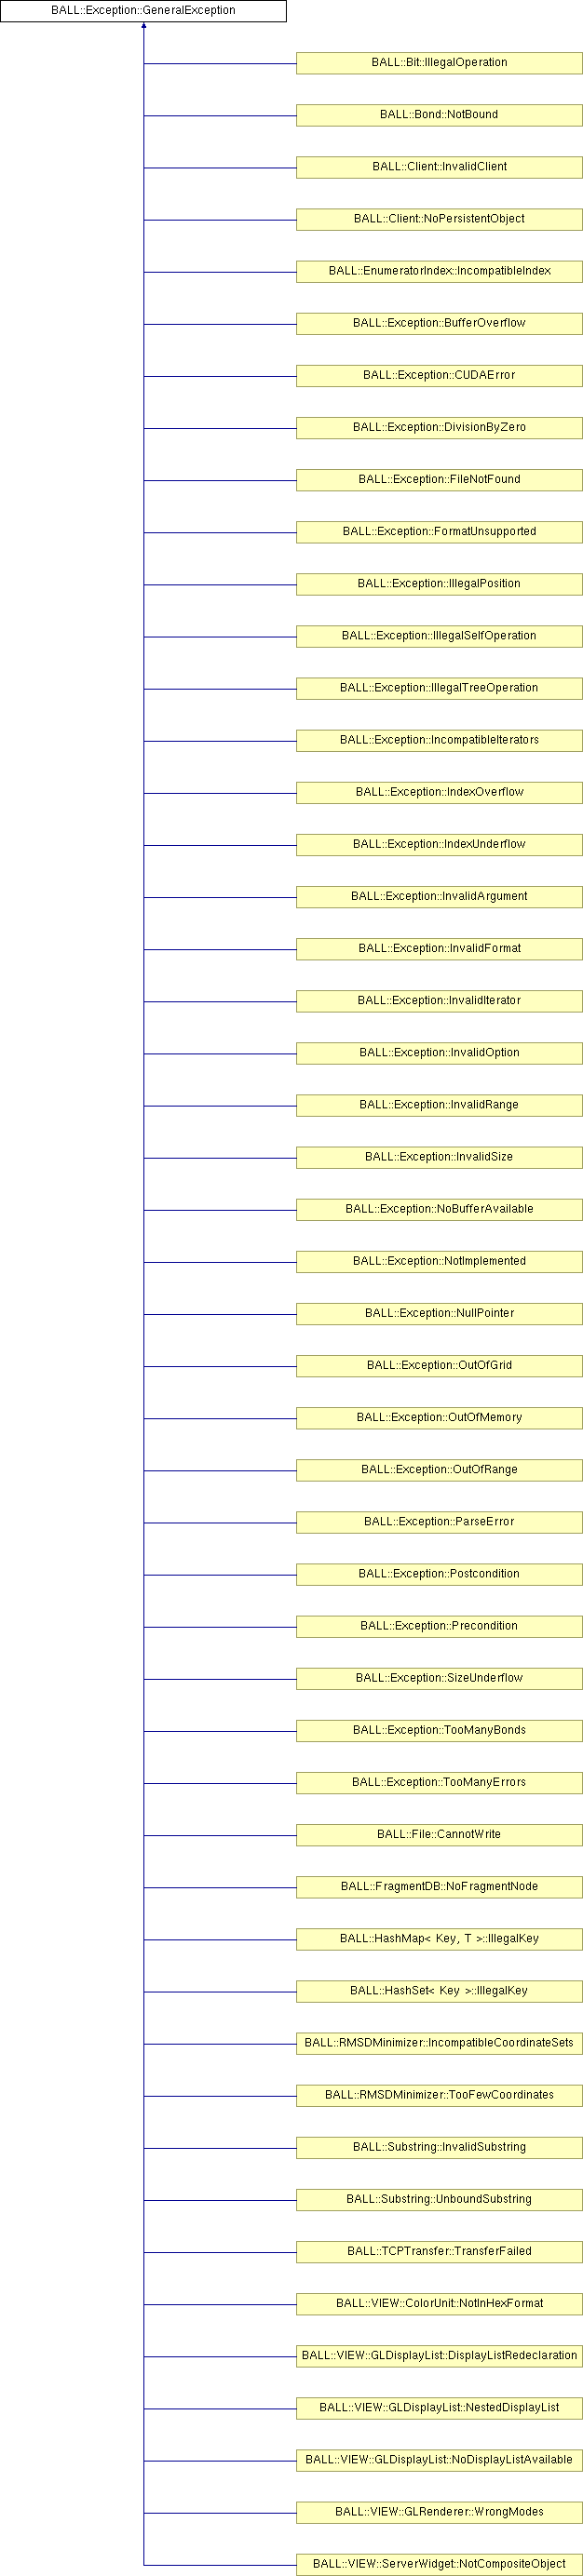 BALL::Exception::GeneralException
BALL::Bit::IllegalOperation
BALL::Bond::NotBound
BALL::Client::InvalidClient
BALL::Client::NoPersistentObject
BALL::EnumeratorIndex::IncompatibleIndex
BALL::Exception::BufferOverflow
BALL::Exception::CUDAError
BALL::Exception::DivisionByZero
BALL::Exception::FileNotFound
BALL::Exception::FormatUnsupported
BALL::Exception::IllegalPosition
BALL::Exception::IllegalSelfOperation
BALL::Exception::IllegalTreeOperation
BALL::Exception::IncompatibleIterators
BALL::Exception::IndexOverflow
BALL::Exception::IndexUnderflow
BALL::Exception::InvalidArgument
BALL::Exception::InvalidFormat
BALL::Exception::InvalidIterator
BALL::Exception::InvalidOption
BALL::Exception::InvalidRange
BALL::Exception::InvalidSize
BALL::Exception::NoBufferAvailable
BALL::Exception::NotImplemented
BALL::Exception::NullPointer
BALL::Exception::OutOfGrid
BALL::Exception::OutOfMemory
BALL::Exception::OutOfRange
BALL::Exception::ParseError
BALL::Exception::Postcondition
BALL::Exception::Precondition
BALL::Exception::SizeUnderflow
BALL::Exception::TooManyBonds
BALL::Exception::TooManyErrors
BALL::File::CannotWrite
BALL::FragmentDB::NoFragmentNode
BALL::HashMap< Key, T >::IllegalKey
BALL::HashSet< Key >::IllegalKey
BALL::RMSDMinimizer::IncompatibleCoordinateSets
BALL::RMSDMinimizer::TooFewCoordinates
BALL::Substring::InvalidSubstring
BALL::Substring::UnboundSubstring
BALL::TCPTransfer::TransferFailed
BALL::VIEW::ColorUnit::NotInHexFormat
BALL::VIEW::GLDisplayList::DisplayListRedeclaration
BALL::VIEW::GLDisplayList::NestedDisplayList
BALL::VIEW::GLDisplayList::NoDisplayListAvailable
BALL::VIEW::GLRenderer::WrongModes
BALL::VIEW::ServerWidget::NotCompositeObject